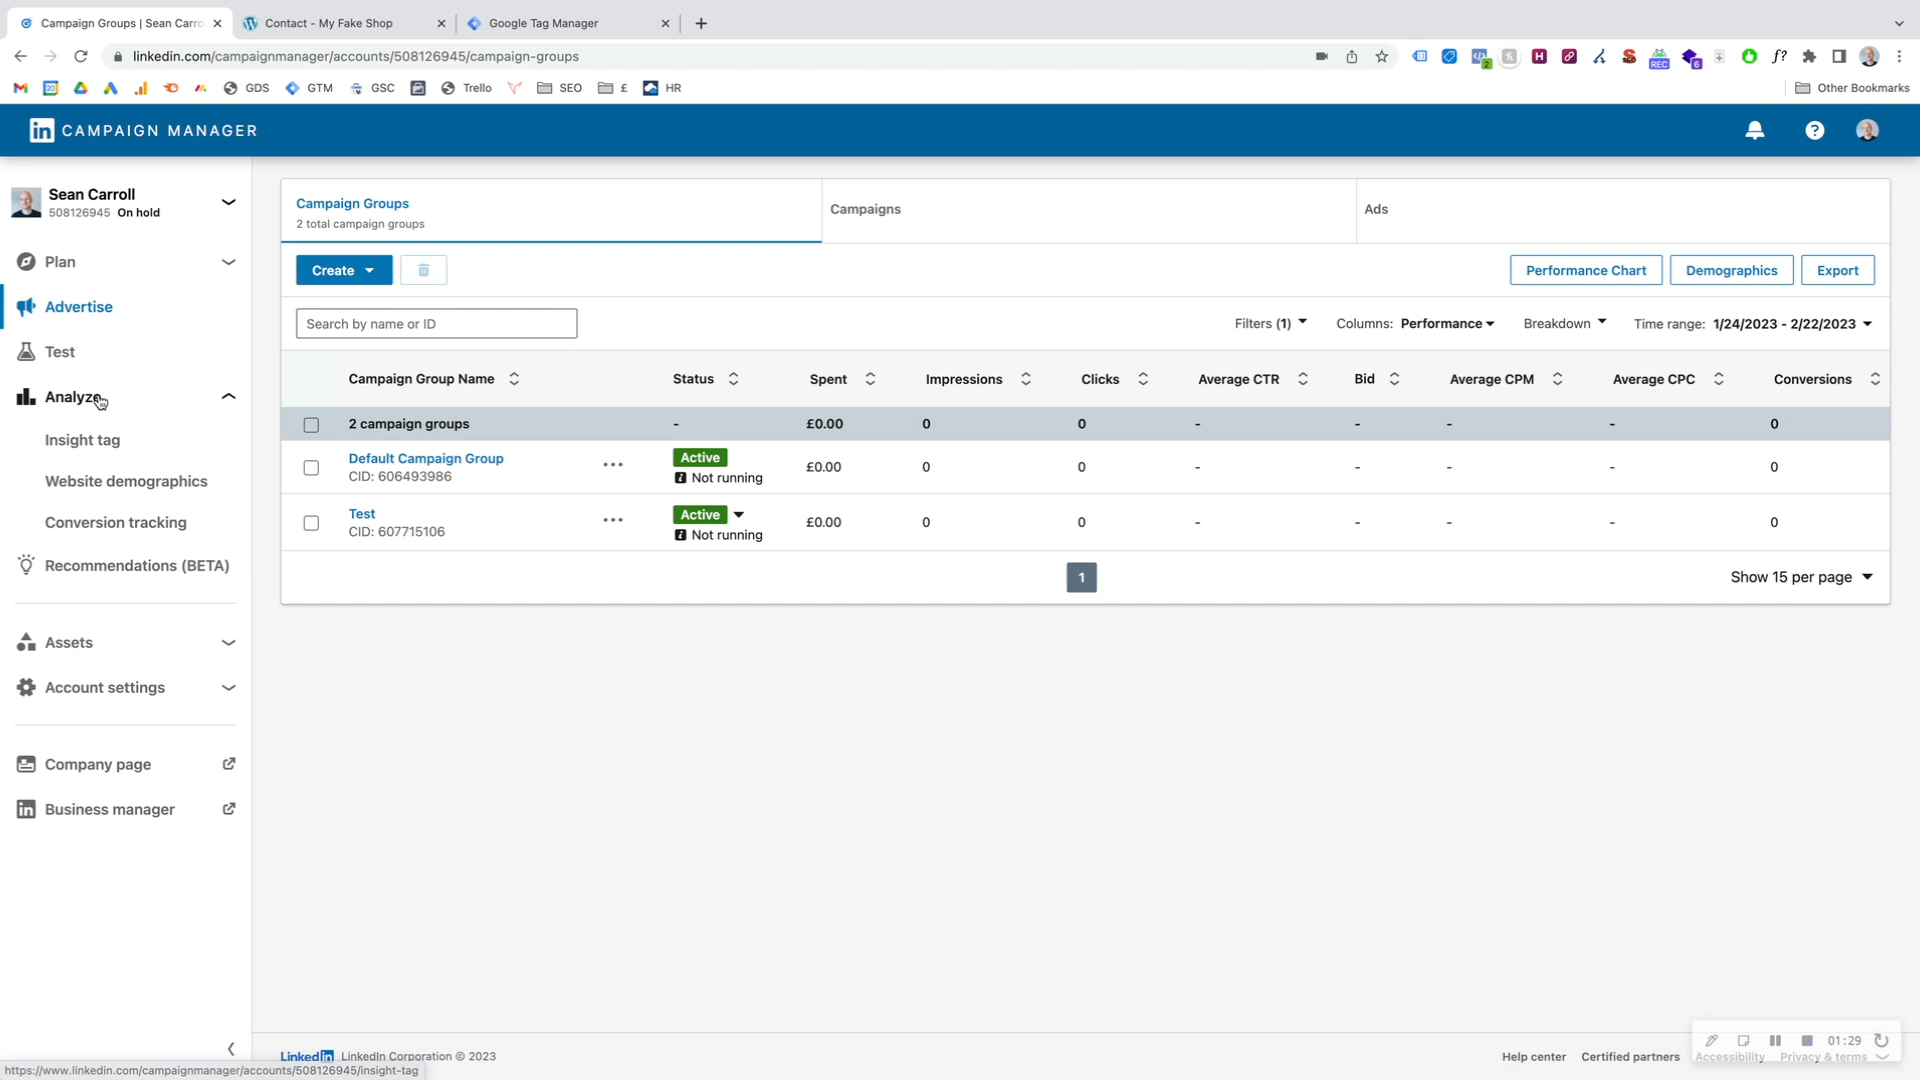 Campaign Groups | Sean Carro
Contact - My Fake Shop
Google Tag Manager
linkedin.com/campaignmanager/accounts/508126945/campaign-groups
GDS
GTM
GSC
Trello
SEO
£
HR
Other Bookmarks
in CAMPAIGN MANAGER
Sean Carroll
508126945 On hold
Plan
Advertise
Test
Analyze
Insight tag
Website demographics
Conversion tracking
Recommendations (BETA)
Assets
Account settings
Company page
Business manager
Campaign Groups
2 total campaign groups
Campaigns
Ads
Create
Performance Chart
Demographics
Export
Search by name or ID
Filters (1)
Columns: Performance
Breakdown
Time range: 1/24/2023 - 2/22/2023
Campaign Group Name Status Spent Impressions Clicks Average CTR Bid Average CPM Average CPC Conversions
2 campaign groups - £0.00 0 0 - - - - 0
Default Campaign Group
CID: 606493986
Active
Not running
£0.00 0 0 - - - - 0
Test
CID: 607715106
Active
Not running
£0.00 0 0 - - - - 0
1
Show 15 per page
Linkedin LinkedIn Corporation © 2023
Help center
Certified partners
Accessibility
Privacy & terms
01:29
https://www.linkedin.com/campaignmanager/accounts/508126945/insight-tag